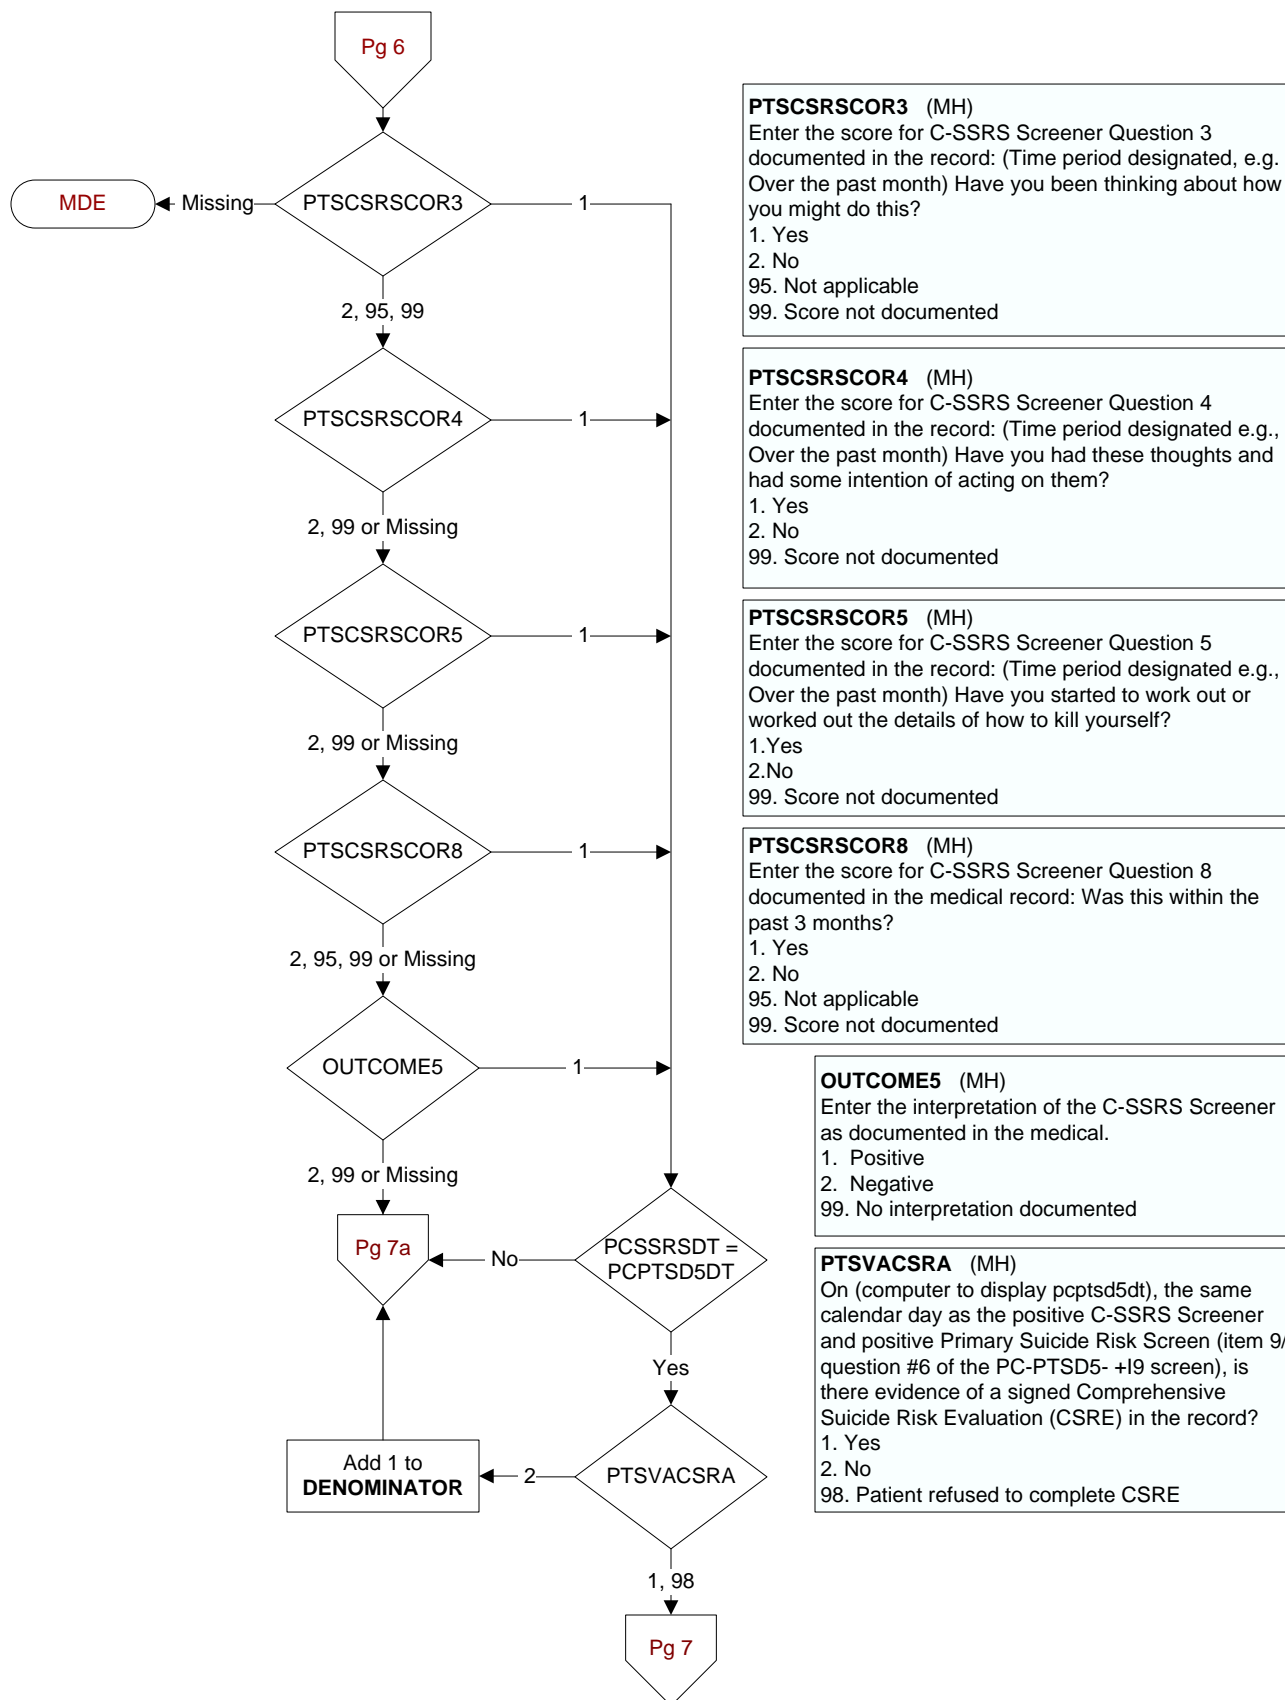 Pg 6
PTSCSRSCOR3
Missing
MDE
1
2, 95, 99
PTSCSRSCOR4
1
2, 99 or Missing
PTSCSRSCOR5
1
2, 99 or Missing
PTSCSRSCOR8
1
2, 95, 99 or Missing
OUTCOME5
1
2, 99 or Missing
Pg 7a
No
PCSSRSDT =
PCPTSD5DT
Yes
PTSVACSRA
2
Add 1 to
DENOMINATOR
1, 98
Pg 7
PTSCSRSCOR3 (MH)
Enter the score for C-SSRS Screener Question 3
documented in the record: (Time period designated, e.g.
Over the past month) Have you been thinking about how
you might do this?
1. Yes
2. No
95. Not applicable
99. Score not documented
PTSCSRSCOR4 (MH)
Enter the score for C-SSRS Screener Question 4
documented in the record: (Time period designated e.g.,
Over the past month) Have you had these thoughts and
had some intention of acting on them?
1. Yes
2. No
99. Score not documented
PTSCSRSCOR5 (MH)
Enter the score for C-SSRS Screener Question 5
documented in the record: (Time period designated e.g.,
Over the past month) Have you started to work out or
worked out the details of how to kill yourself?
1.Yes
2.No
99. Score not documented
PTSCSRSCOR8 (MH)
Enter the score for C-SSRS Screener Question 8
documented in the medical record: Was this within the
past 3 months?
1. Yes
2. No
95. Not applicable
99. Score not documented
OUTCOME5 (MH)
Enter the interpretation of the C-SSRS Screener
as documented in the medical.
1. Positive
2. Negative
99. No interpretation documented
PTSVACSRA (MH)
On (computer to display pcptsd5dt), the same
calendar day as the positive C-SSRS Screener
and positive Primary Suicide Risk Screen (item 9/
question #6 of the PC-PTSD5- +I9 screen), is
there evidence of a signed Comprehensive
Suicide Risk Evaluation (CSRE) in the record?
1. Yes
2. No
98. Patient refused to complete CSRE